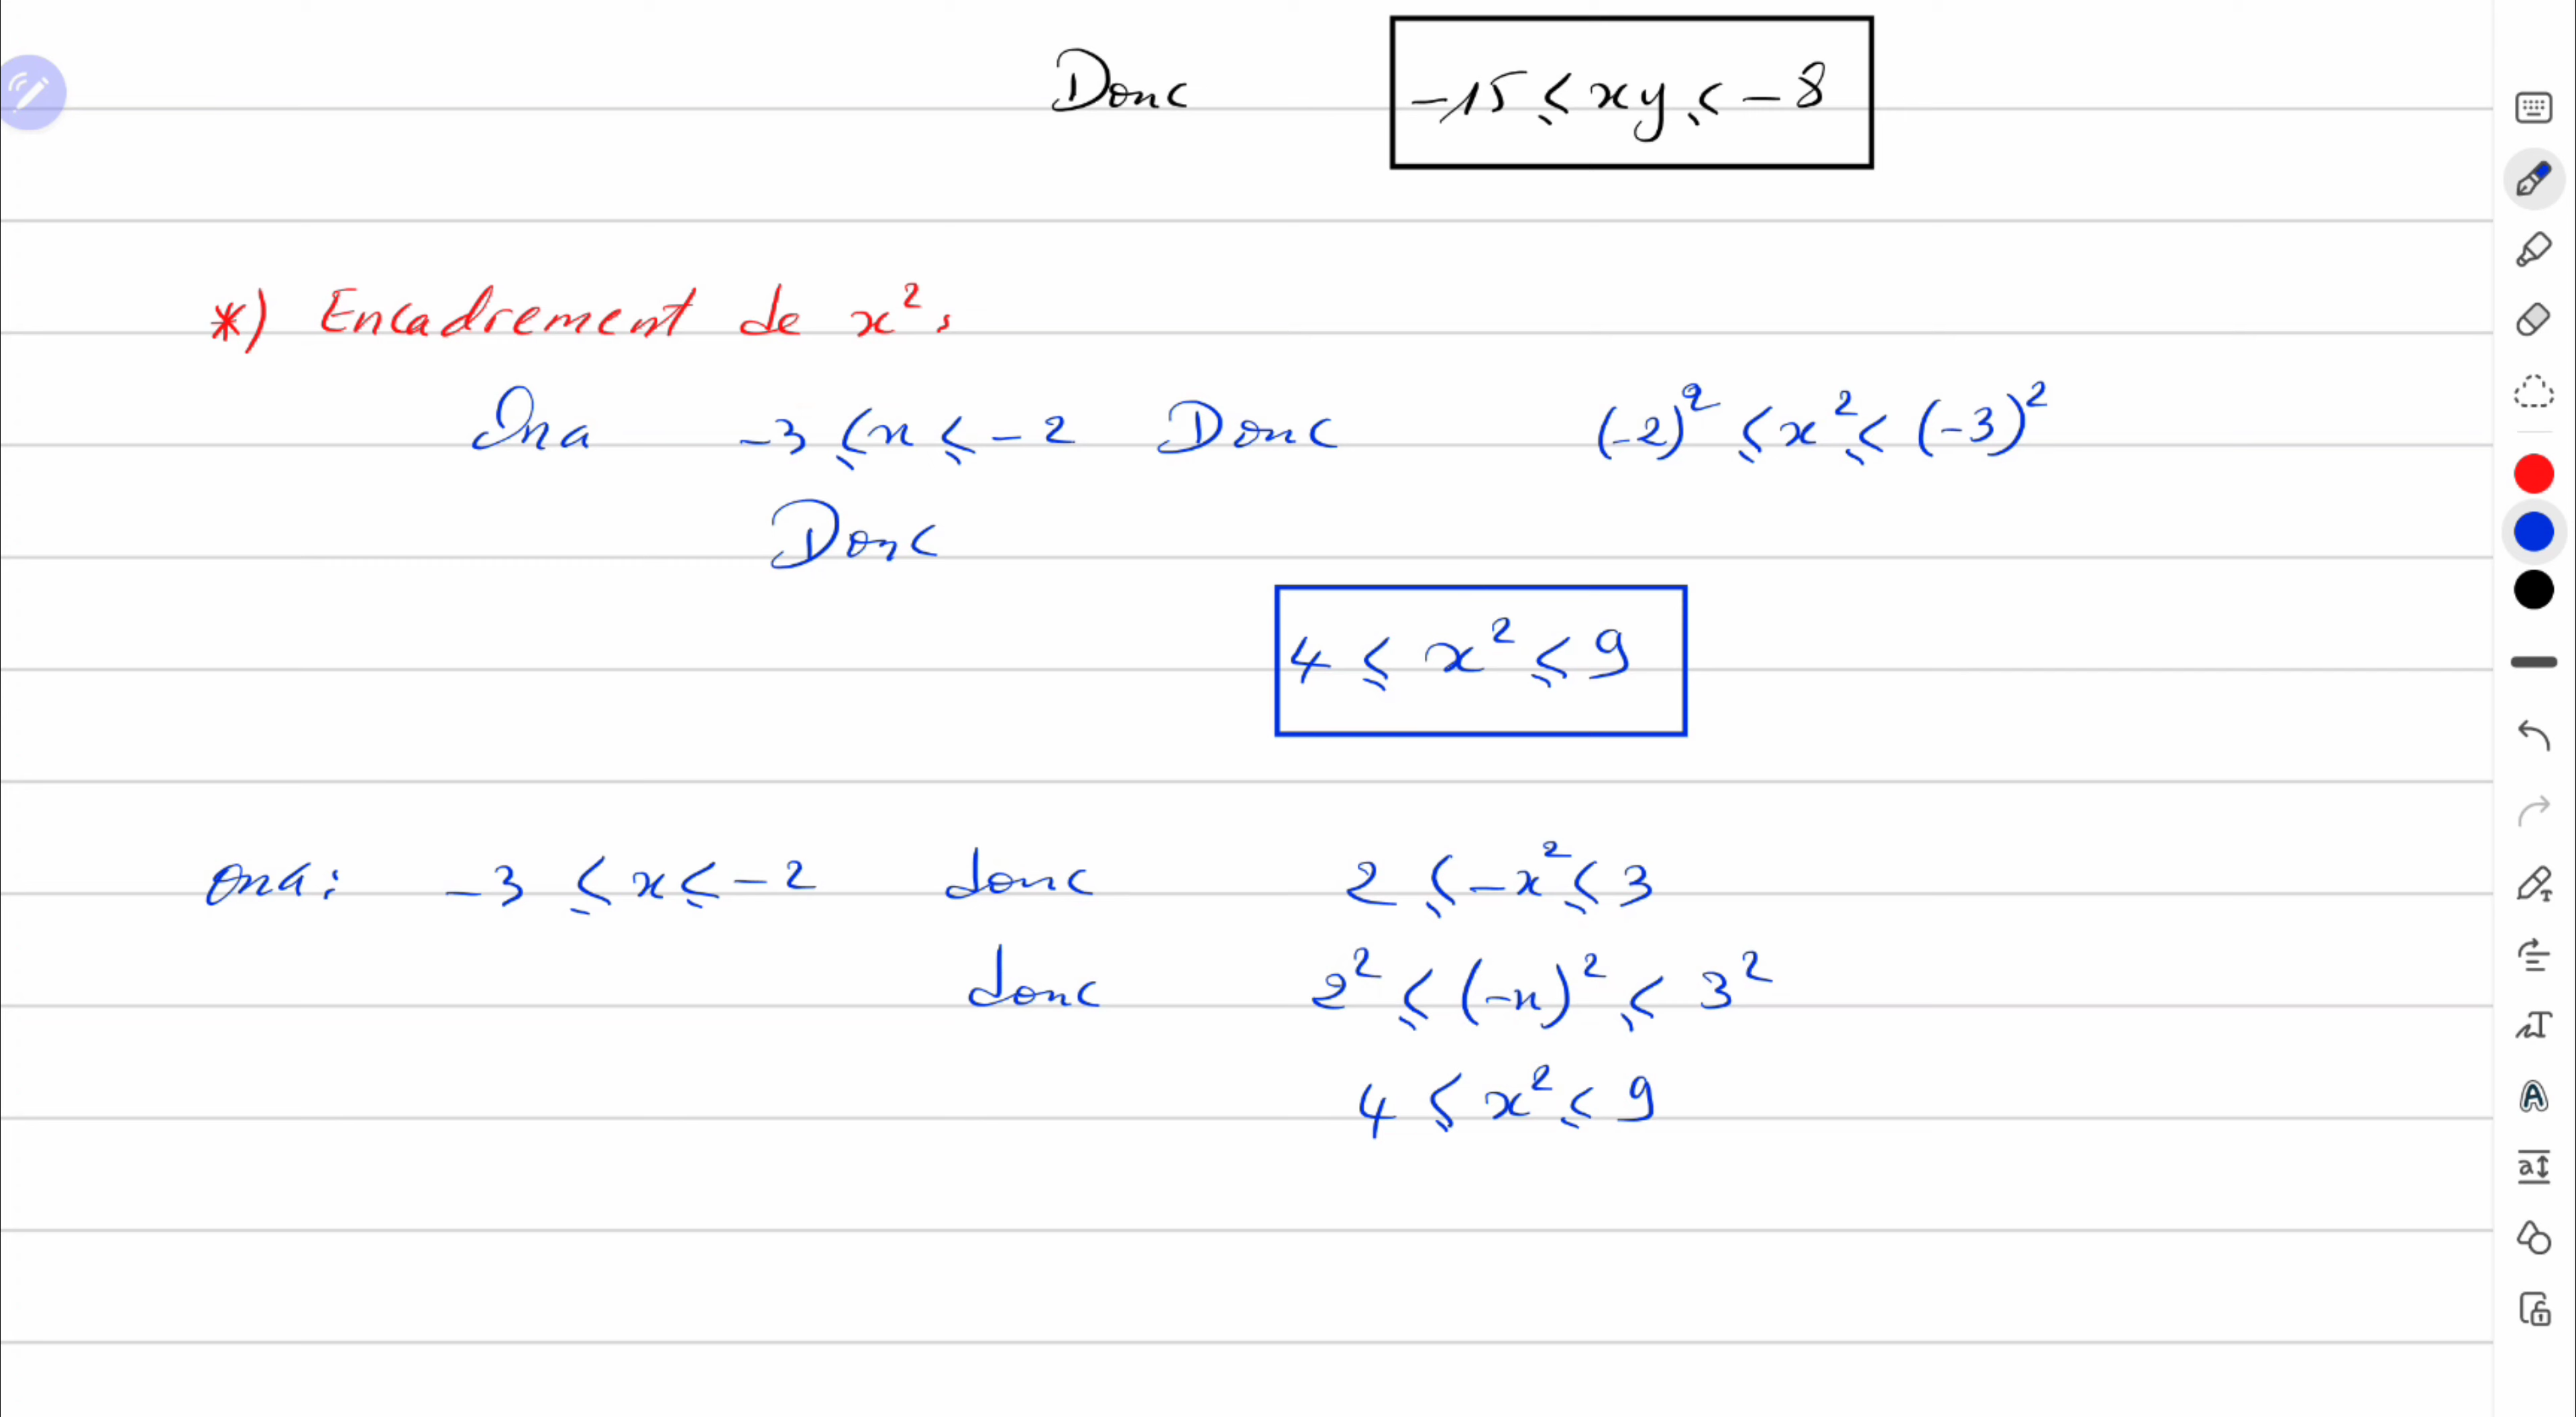 Donc -15 ≤ xy ≤ -8
*) Encadrement de x² :
On a -3 ≤ x ≤ -2 Donc (-2)² ≤ x² ≤ (-3)²
Donc
4 ≤ x² ≤ 9
on a : -3 ≤ x ≤ -2 donc 2 ≤ -x² ≤ 3
donc 2² ≤ (-x)² ≤ 3²
4 ≤ x² ≤ 9